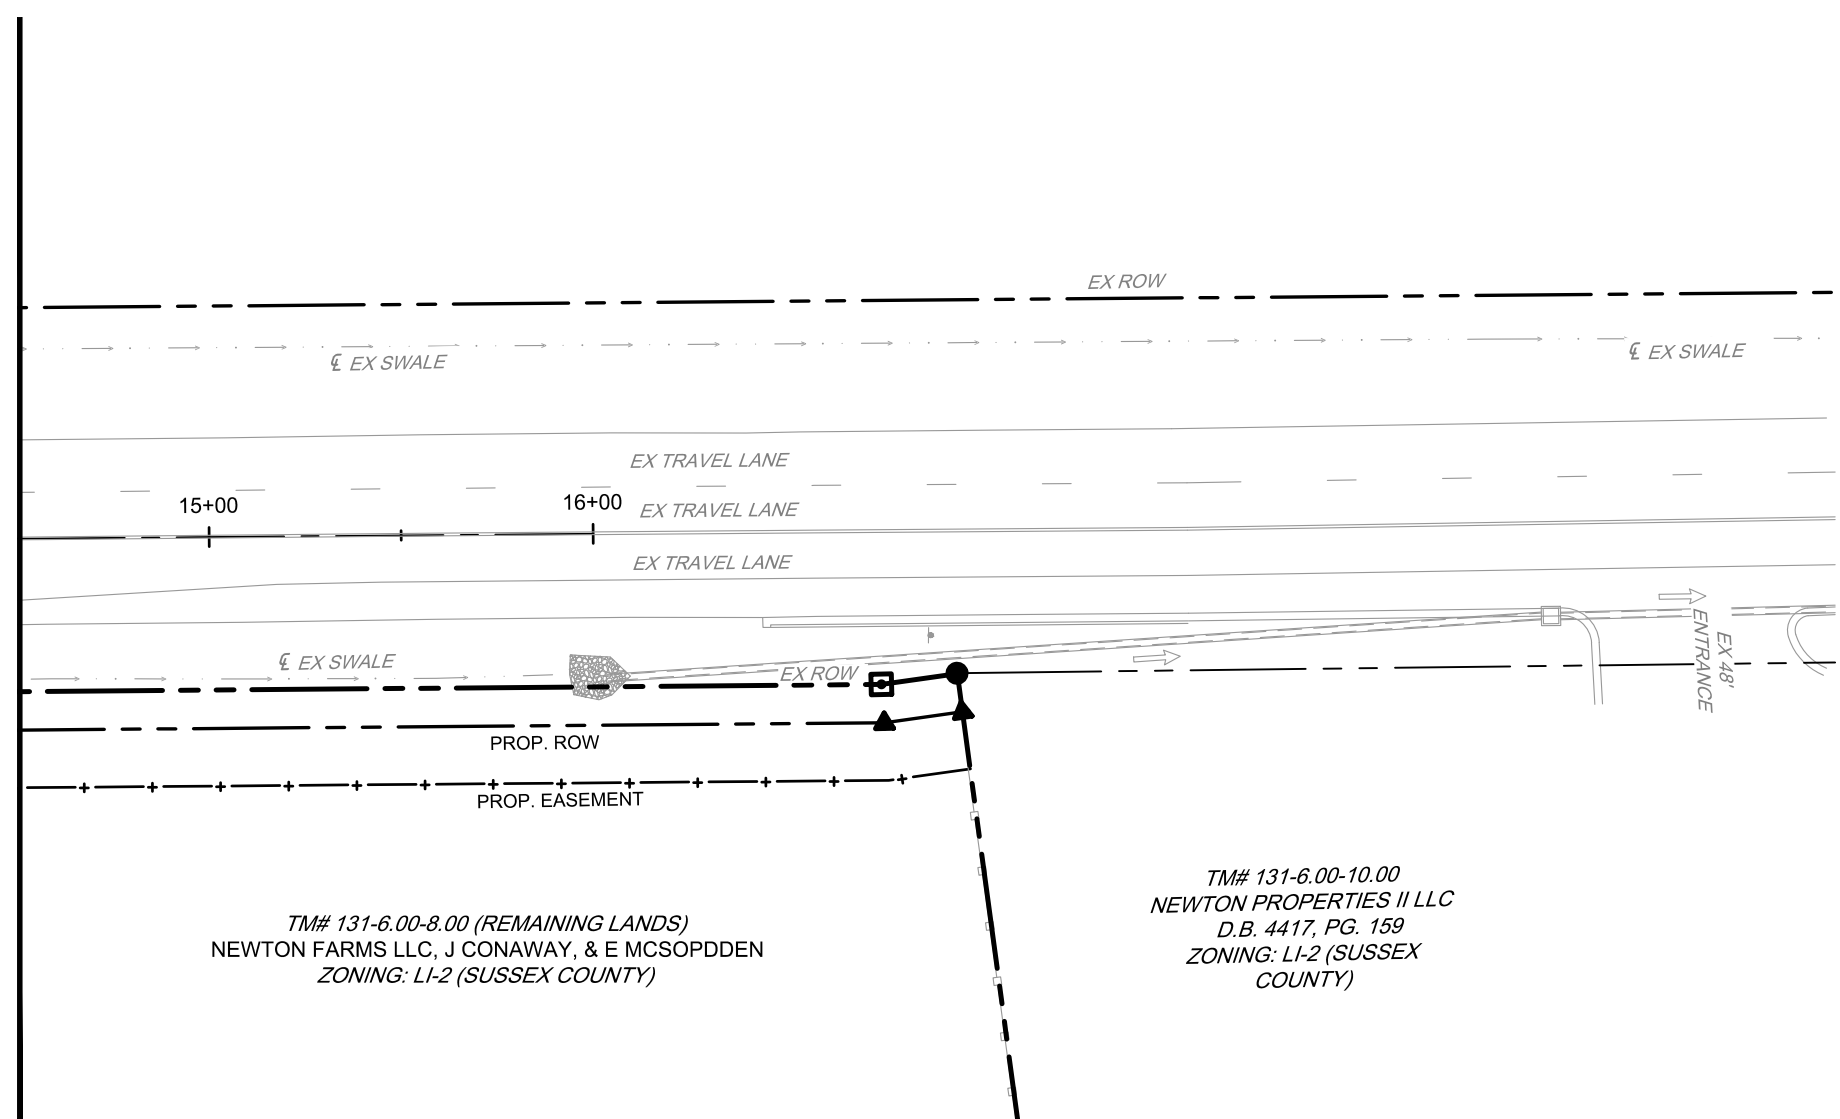 EX ROW
℄ EX SWALE
℄ EX SWALE
EX TRAVEL LANE
15+00
16+00
EX TRAVEL LANE
EX TRAVEL LANE
EX 48'
ENTRANCE
℄ EX SWALE
EX ROW
PROP. ROW
PROP. EASEMENT
TM# 131-6.00-8.00 (REMAINING LANDS)
NEWTON FARMS LLC, J CONAWAY, & E MCSOPDDEN
ZONING: LI-2 (SUSSEX COUNTY)
TM# 131-6.00-10.00
NEWTON PROPERTIES II LLC
D.B. 4417, PG. 159
ZONING: LI-2 (SUSSEX
COUNTY)